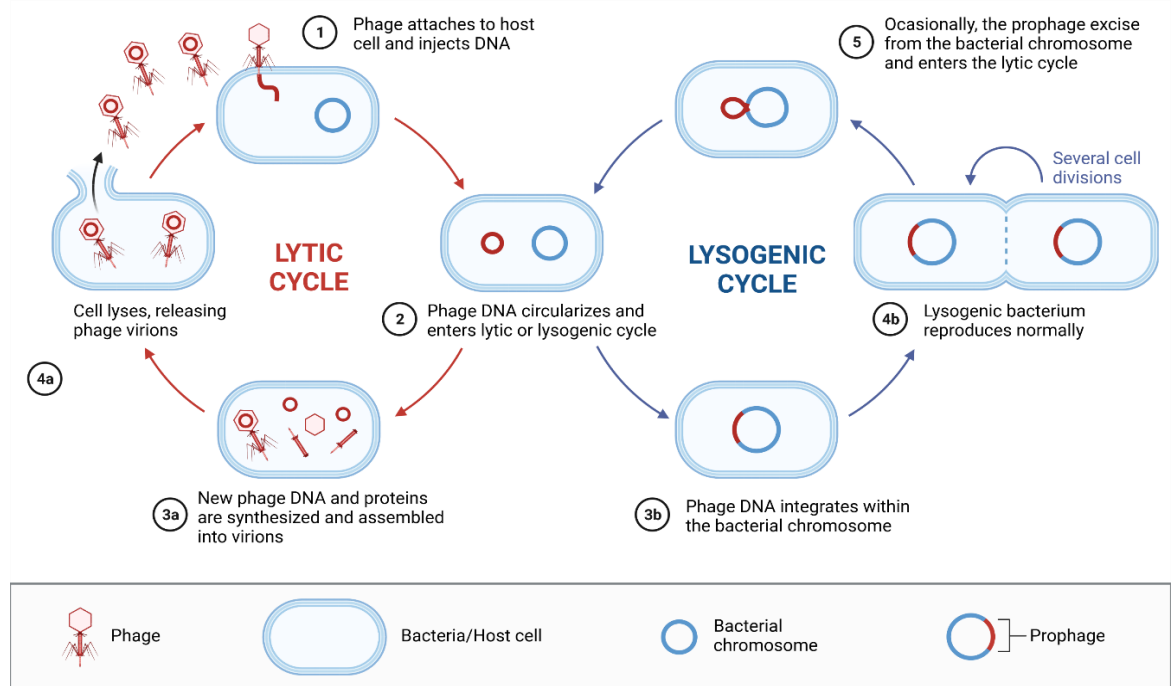 1
Phage attaches to host
cell and injects DNA
5
Ocasionally, the prophage excise
from the bacterial chromosome
and enters the lytic cycle
Several cell
divisions
LYTIC
CYCLE
LYSOGENIC
CYCLE
Cell lyses, releasing
phage virions
4a
2
Phage DNA circularizes and
enters lytic or lysogenic cycle
4b
Lysogenic bacterium
reproduces normally
3a
New phage DNA and proteins
are synthesized and assembled
into virions
3b
Phage DNA integrates within
the bacterial chromosome
Phage
Bacteria/Host cell
Bacterial
chromosome
Prophage